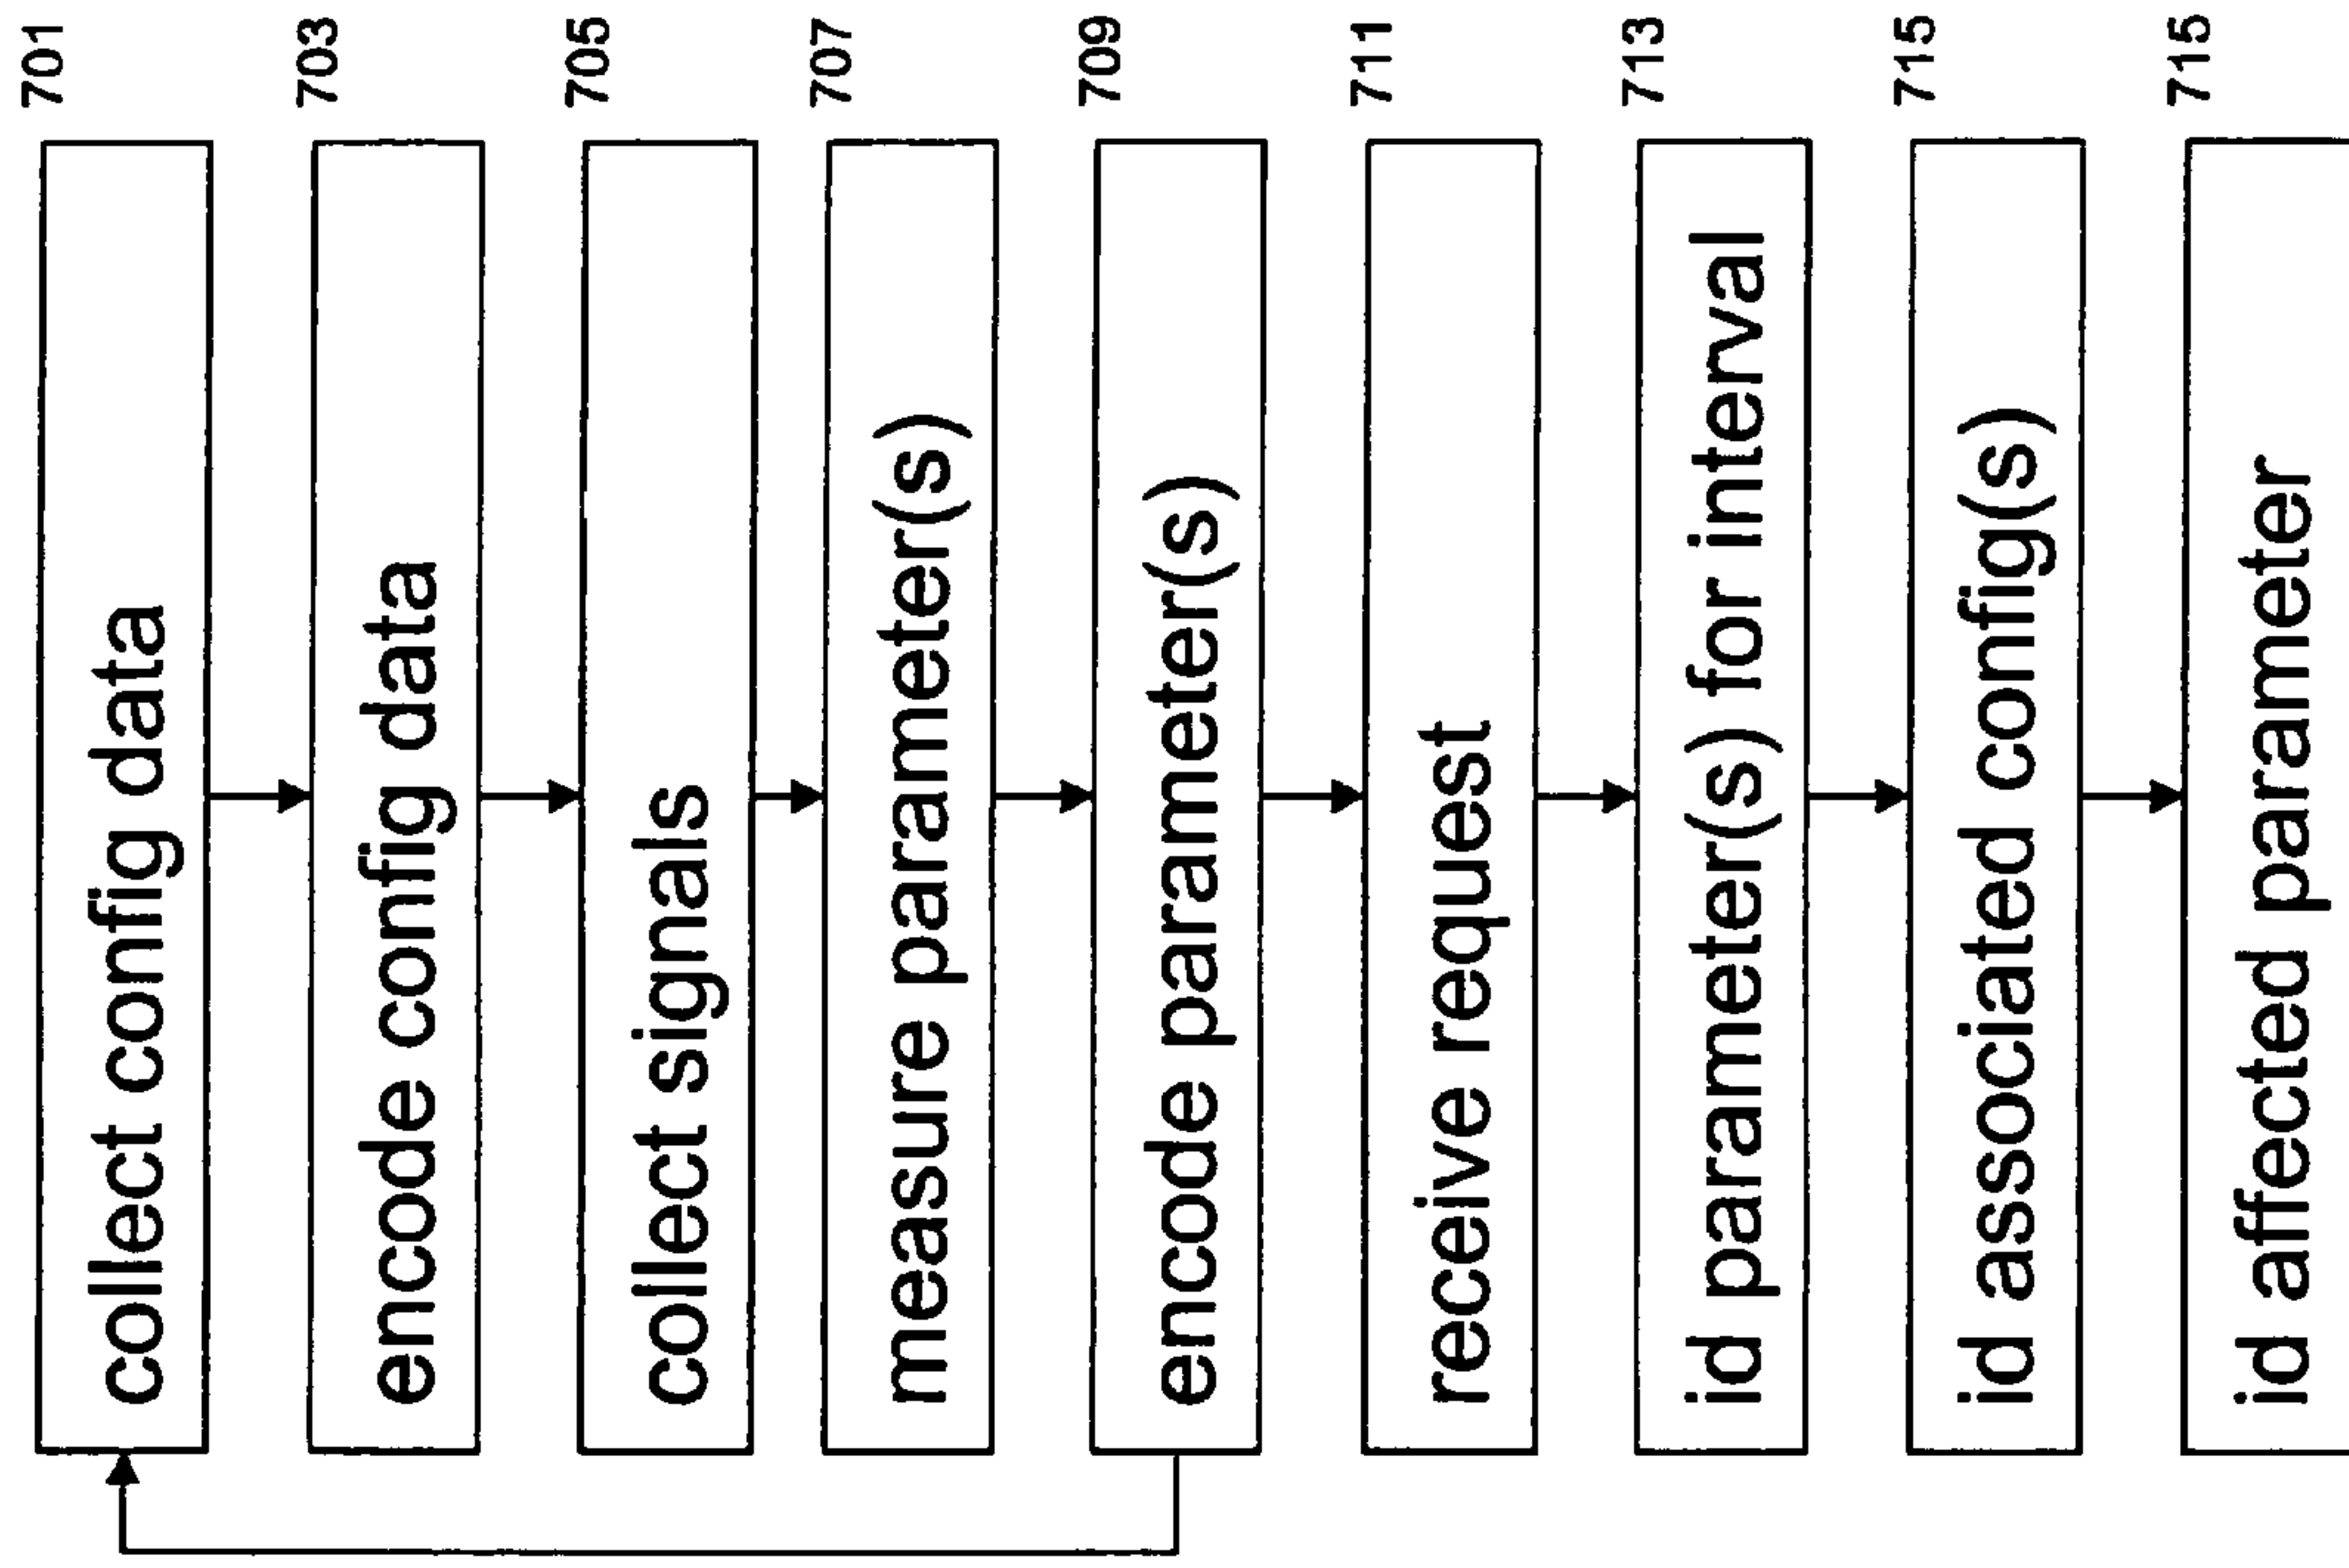 collect config data 701
encode config data 703
collect signals 705
measure parameter(s) 707
encode parameter(s) 709
receive request 711
id parameter(s) for interval 713
id associated config(s) 715
id affected parameter 715